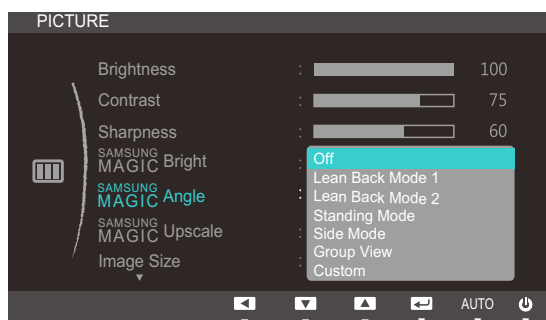 PICTURE
Brightness : 100
Contrast : 75
Sharpness : 60
SAMSUNG MAGIC Bright :
SAMSUNG MAGIC Angle :
SAMSUNG MAGIC Upscale :
Image Size :
Off
Lean Back Mode 1
Lean Back Mode 2
Standing Mode
Side Mode
Group View
Custom
AUTO